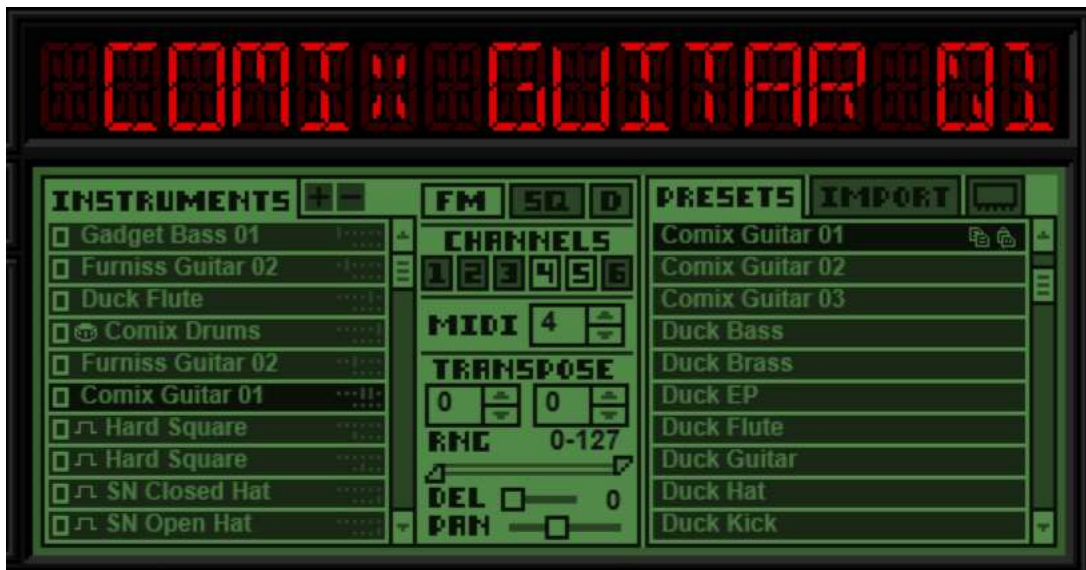 COMIx GUITAR 01
INSTRUMENTS + -
Gadget Bass 01
Furniss Guitar 02
Duck Flute
Comix Drums
Furniss Guitar 02
Comix Guitar 01
Hard Square
Hard Square
SN Closed Hat
SN Open Hat
FM SQ D
CHANNELS
1 2 3 4 5 6
MIDI 4
TRANSPOSE
0 0
RNG 0-127
DEL 0
PAN
PRESETS IMPORT
Comix Guitar 01
Comix Guitar 02
Comix Guitar 03
Duck Bass
Duck Brass
Duck EP
Duck Flute
Duck Guitar
Duck Hat
Duck Kick